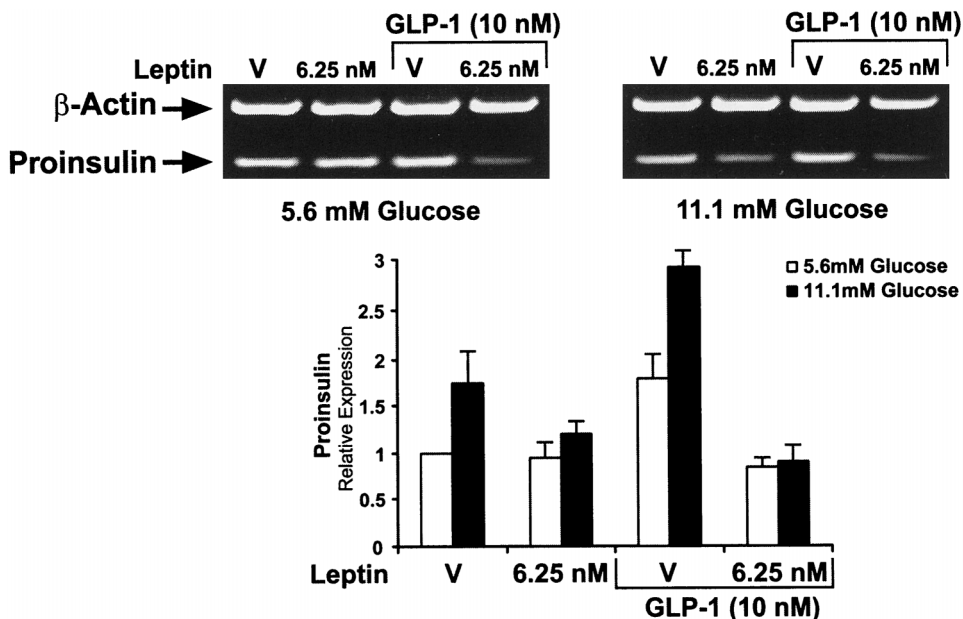 GLP-1 (10 nM) GLP-1 (10 nM)
Leptin V 6.25 nM V 6.25 nM V 6.25 nM V 6.25 nM
β-Actin
Proinsulin
5.6 mM Glucose 11.1 mM Glucose
3
2.5
2
1.5
1
0.5
0
Proinsulin
Relative Expression
5.6mM Glucose
11.1mM Glucose
Leptin V 6.25 nM V 6.25 nM
GLP-1 (10 nM)